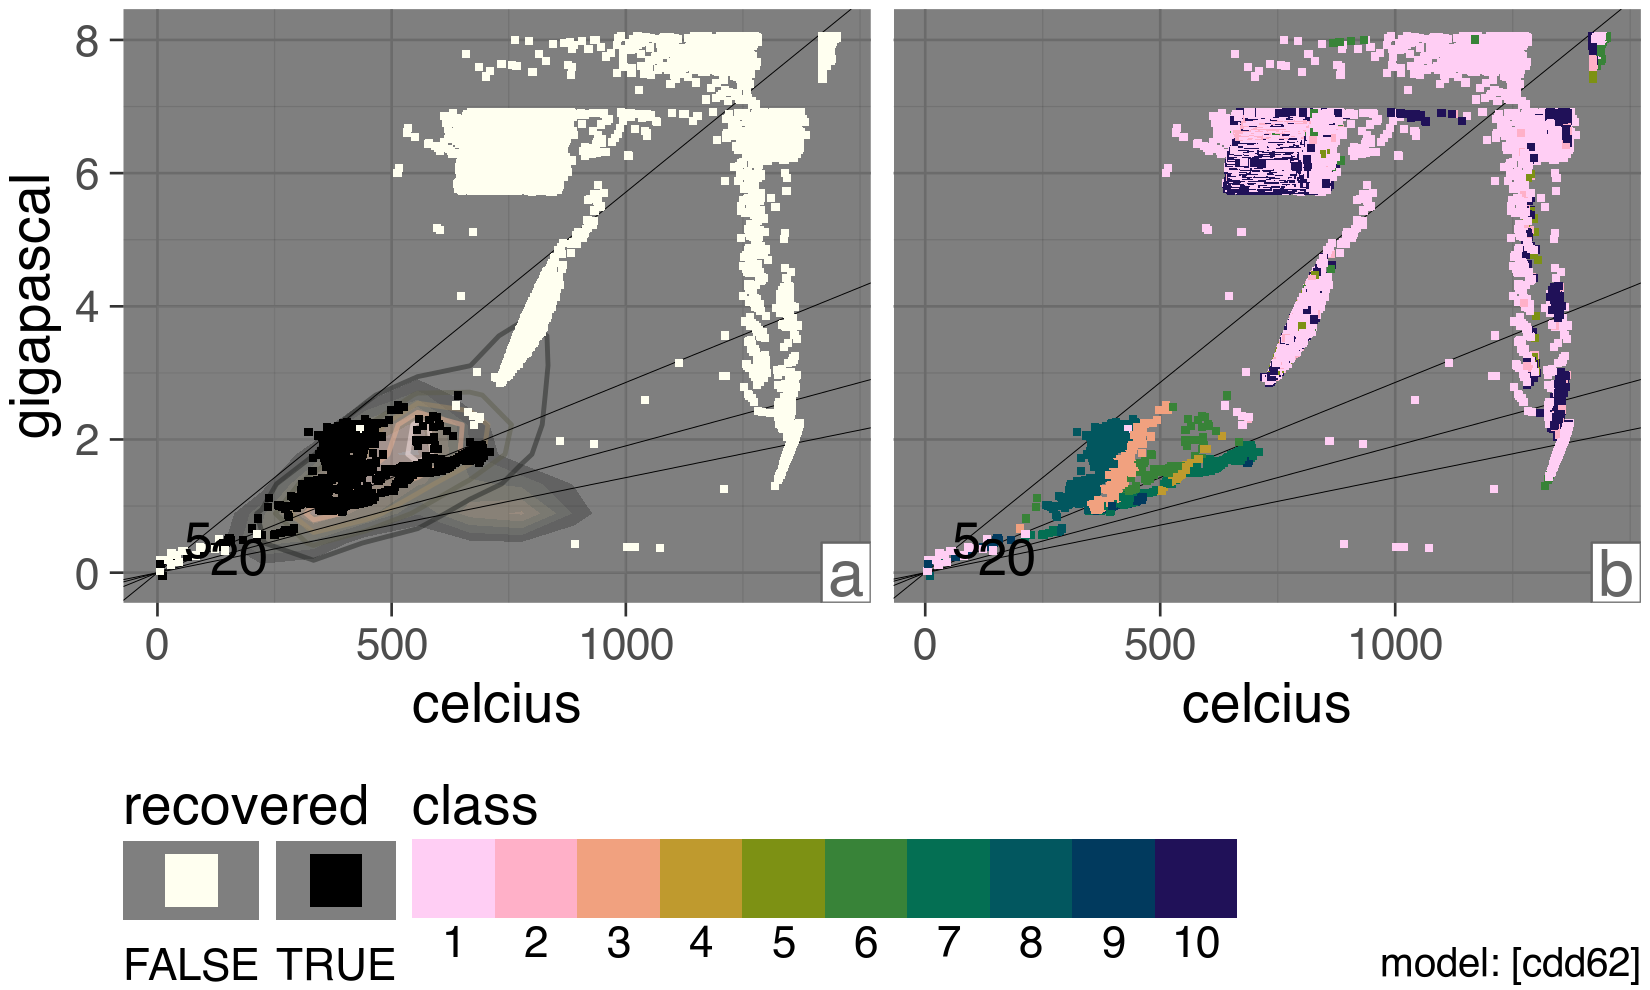 8
6
4
2
0
gigapascal
5
20
a
5
20
b
0 500 1000
0 500 1000
celcius
celcius
recovered
class
FALSE TRUE
1 2 3 4 5 6 7 8 9 10
model: [cdd62]